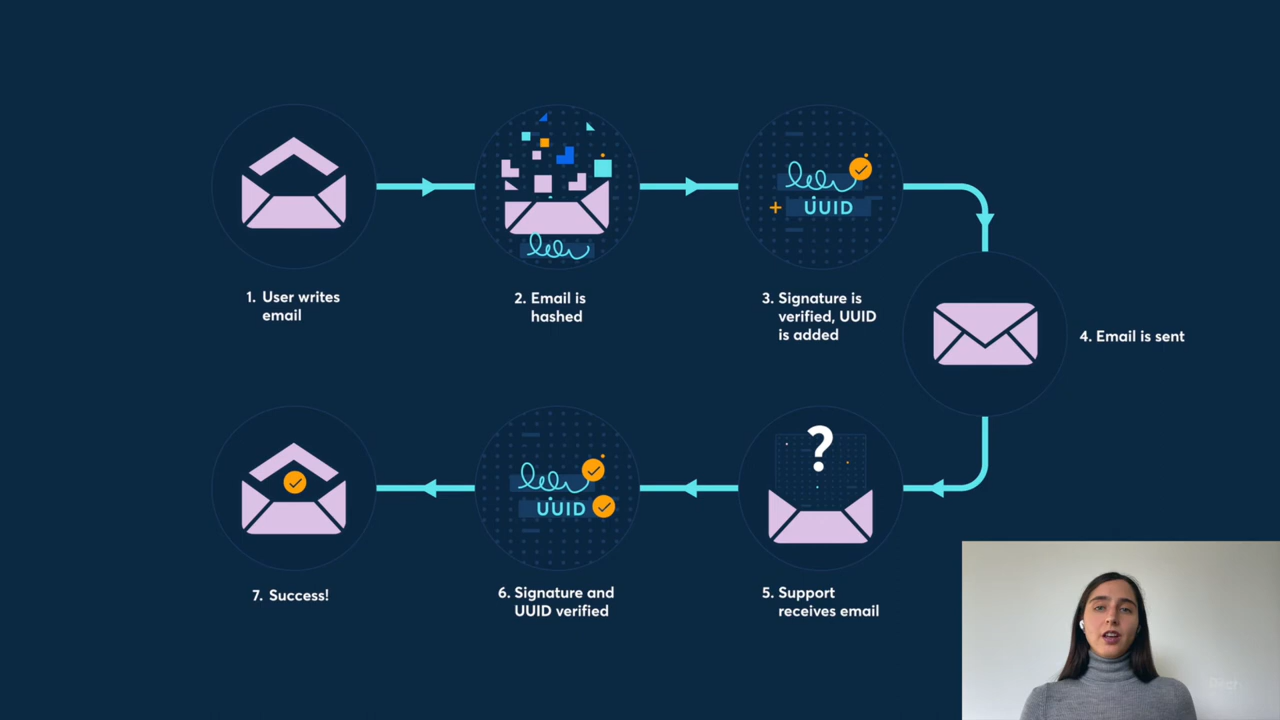 1. User writes
email
2. Email is
hashed
UUID
3. Signature is
verified, UUID
is added
4. Email is sent
5. Support
receives email
UUID
6. Signature and
UUID verified
7. Success!